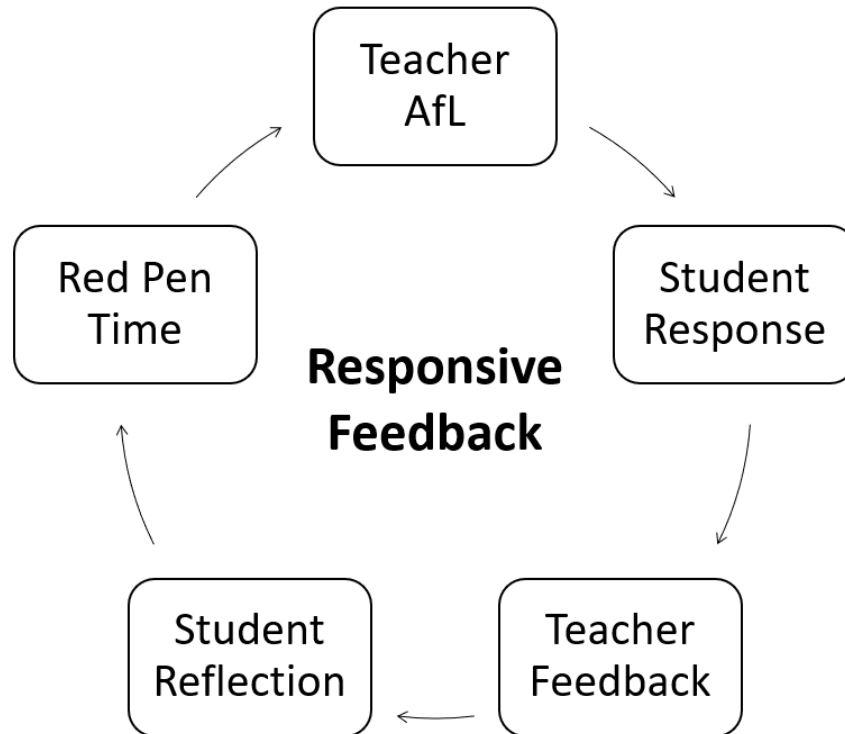 Teacher
AfL
Student
Response
Teacher
Feedback
Student
Reflection
Red Pen
Time
Responsive
Feedback